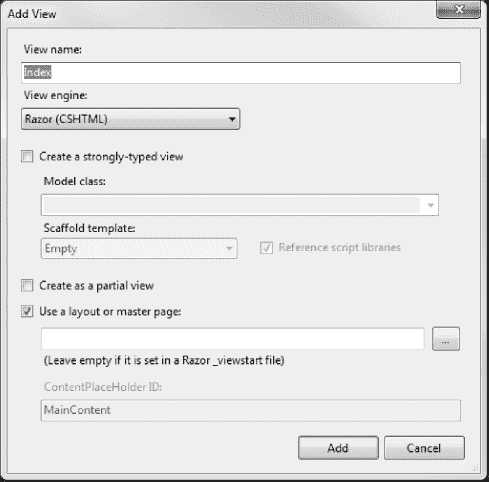 Add View
View name:
Index
View engine:
Razor (CSHTML)
Create a strongly-typed view
Model class:
Scaffold template:
Empty
Reference script libraries
Create as a partial view
Use a layout or master page:
...
(Leave empty if it is set in a Razor _viewstart file)
ContentPlaceHolder ID:
MainContent
Add
Cancel